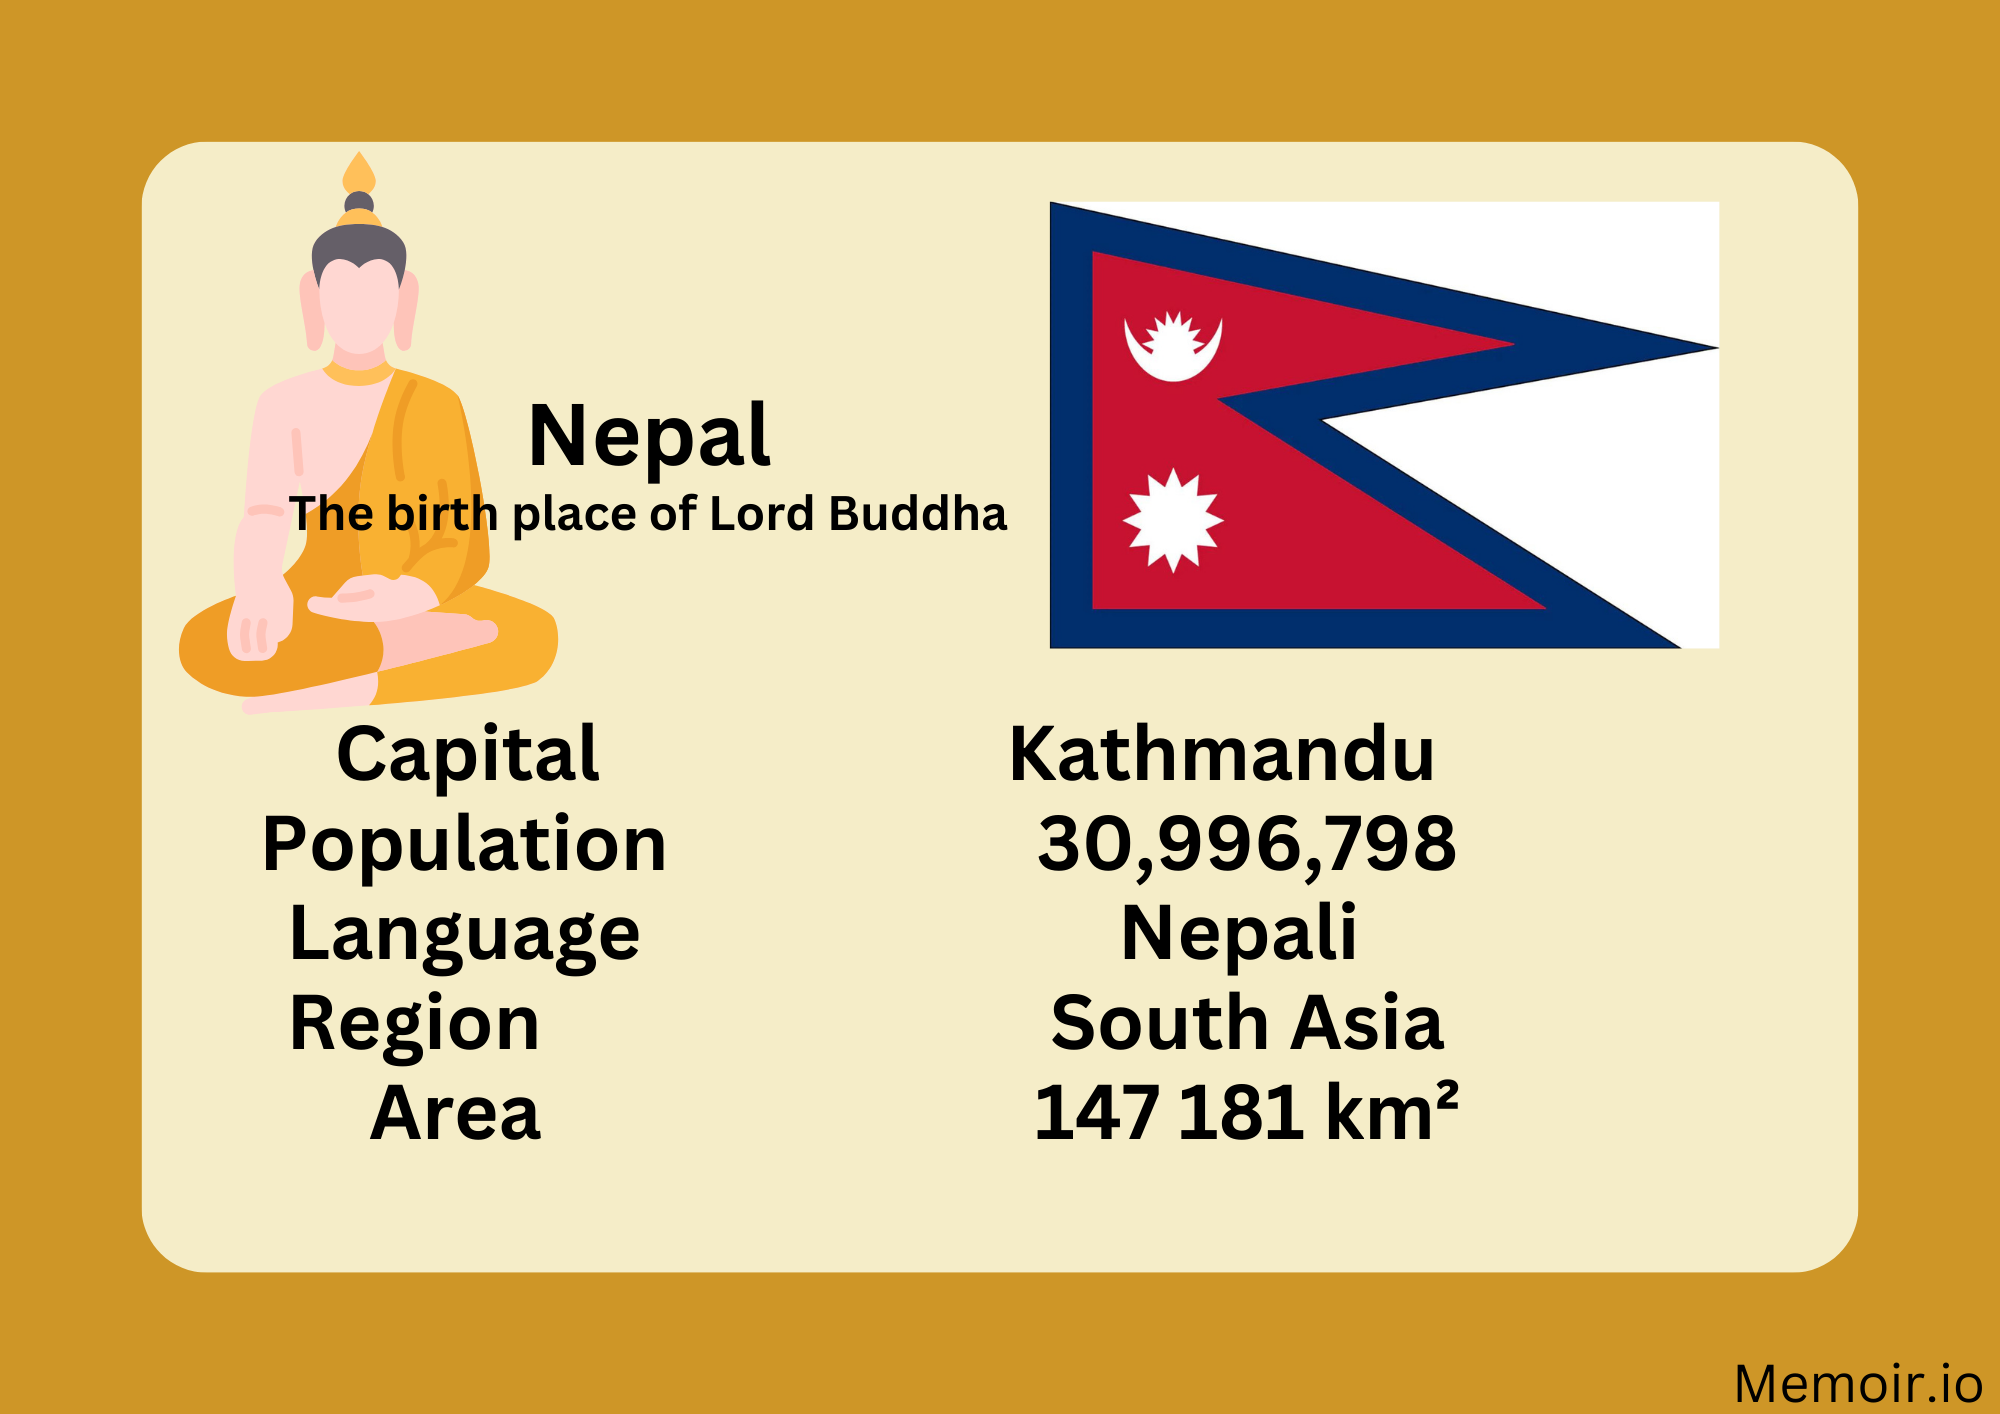 Nepal
The birth place of Lord Buddha
Capital Kathmandu
Population 30,996,798
Language Nepali
Region South Asia
Area 147 181 km²
Memoir.io